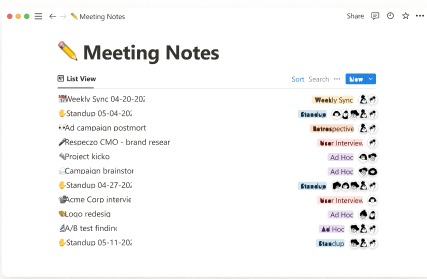 Meeting Notes
Share
Meeting Notes
List View
Sort Search New
Weekly Sync 04-20-202 Weekly Sync
Standup 05-04-202 Standup
Ad campaign postmort Retrospective
Respeczo CMO - brand resear User Interview
Project kicko Ad Hoc
Campaign brainstor Ad Hoc
Standup 04-27-202 Standup
Acme Corp intervie User Interview
Logo redesig Ad Hoc
A/B test findin Ad Hoc
Standup 05-11-202 Standup